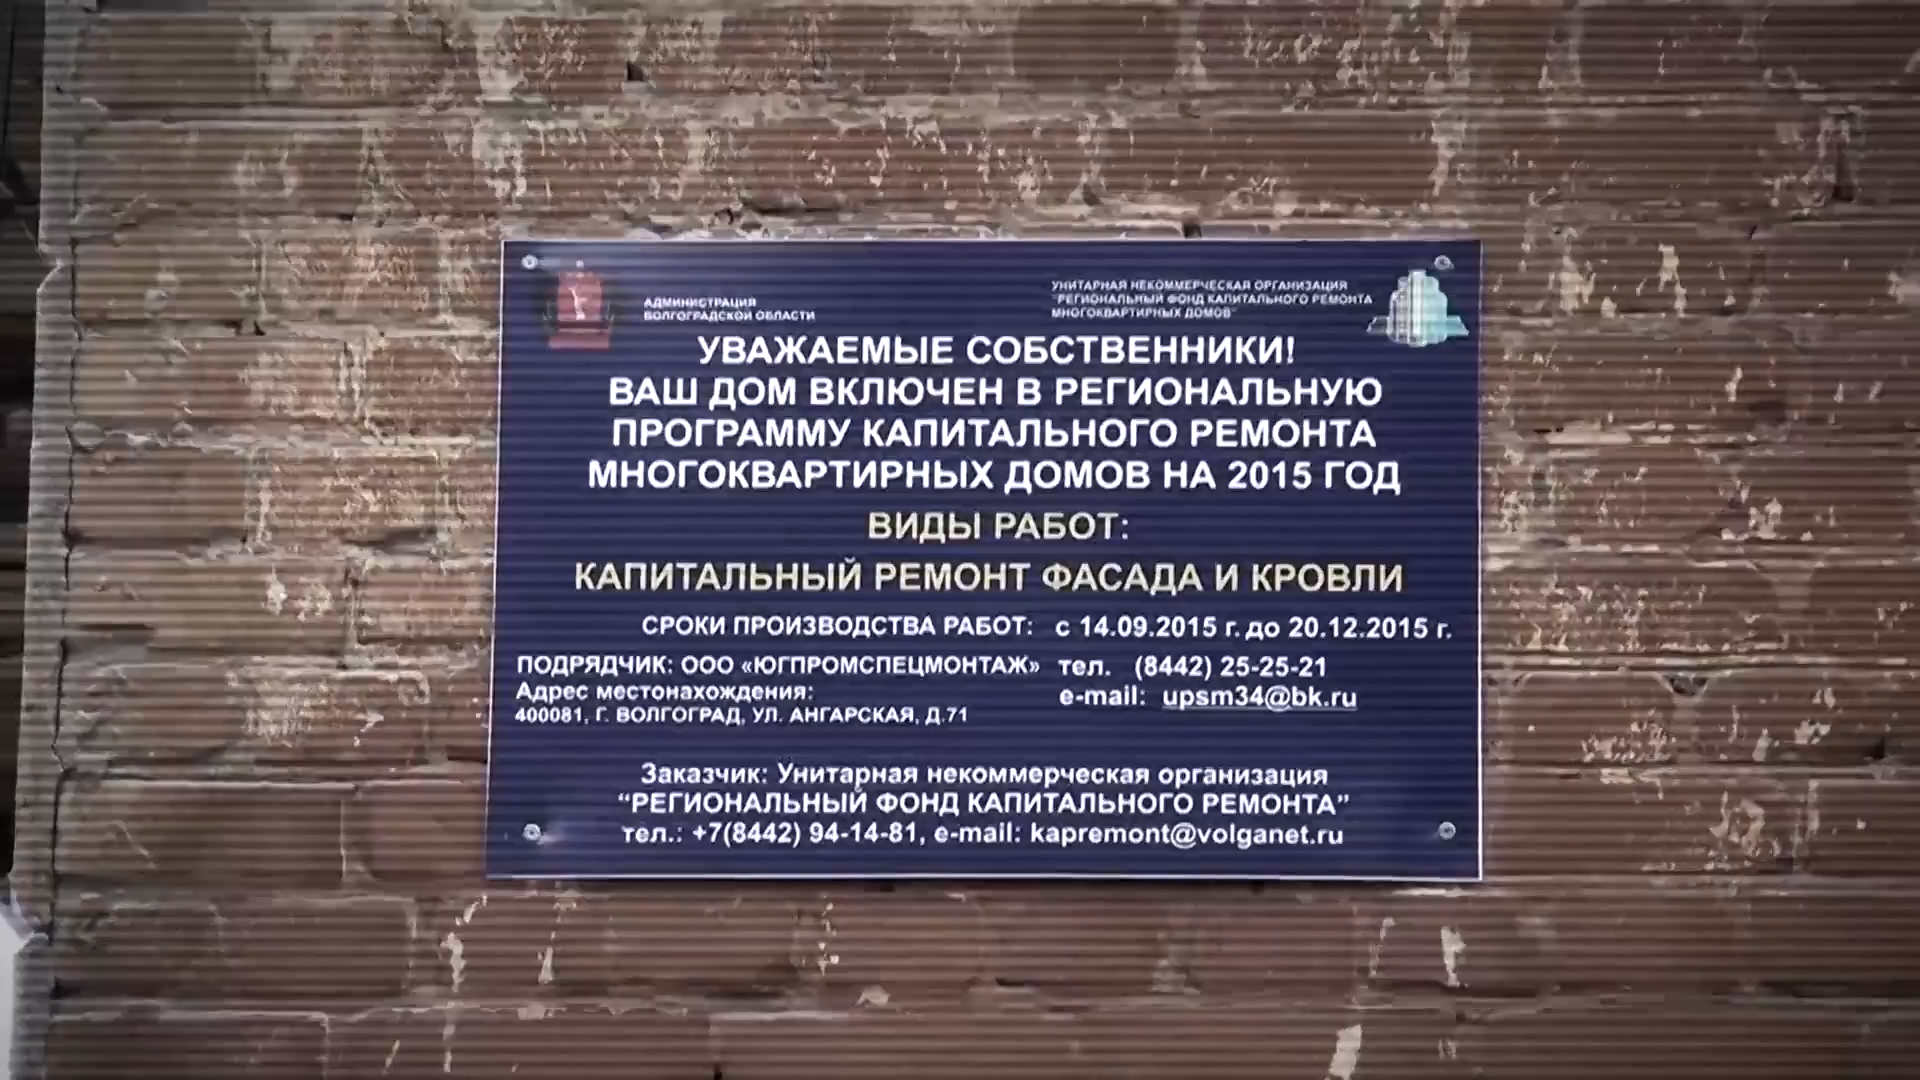 АДМИНИСТРАЦИЯ
ВОЛГОГРАДСКОЙ ОБЛАСТИ
УНИТАРНАЯ НЕКОММЕРЧЕСКАЯ ОРГАНИЗАЦИЯ
"РЕГИОНАЛЬНЫЙ ФОНД КАПИТАЛЬНОГО РЕМОНТА
МНОГОКВАРТИРНЫХ ДОМОВ"
УВАЖАЕМЫЕ СОБСТВЕННИКИ!
ВАШ ДОМ ВКЛЮЧЕН В РЕГИОНАЛЬНУЮ
ПРОГРАММУ КАПИТАЛЬНОГО РЕМОНТА
МНОГОКВАРТИРНЫХ ДОМОВ НА 2015 ГОД
ВИДЫ РАБОТ:
КАПИТАЛЬНЫЙ РЕМОНТ ФАСАДА И КРОВЛИ
СРОКИ ПРОИЗВОДСТВА РАБОТ: с 14.09.2015 г. до 20.12.2015 г.
ПОДРЯДЧИК: ООО «ЮГПРОМСПЕЦМОНТАЖ» тел. (8442) 25-25-21
Адрес местонахождения:
400081, Г. ВОЛГОГРАД, УЛ. АНГАРСКАЯ, Д.71
e-mail: upsm34@bk.ru
Заказчик: Унитарная некоммерческая организация
“РЕГИОНАЛЬНЫЙ ФОНД КАПИТАЛЬНОГО РЕМОНТА”
тел.: +7(8442) 94-14-81, e-mail: kapremont@volganet.ru